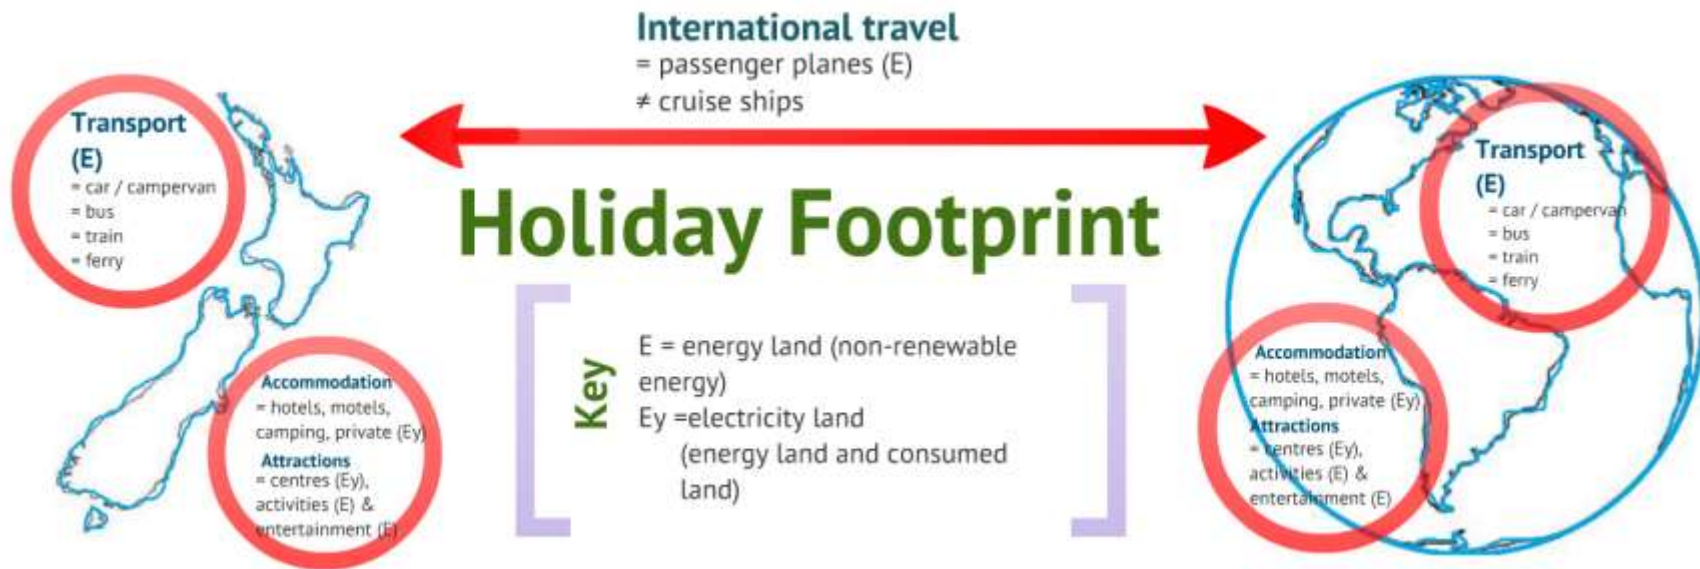 International travel
= passenger planes (E)
≠ cruise ships
Transport
(E)
= car / campervan
= bus
= train
= ferry
Holiday Footprint
Transport
(E)
= car / campervan
= bus
= train
= ferry
Key
E = energy land (non-renewable
energy)
Ey =electricity land
(energy land and consumed
land)
Accommodation
= hotels, motels,
camping, private (Ey)
Attractions
= centres (Ey),
activities (E) &
entertainment (E)
Accommodation
= hotels, motels,
camping, private (Ey)
Attractions
= centres (Ey),
activities (E) &
entertainment (E)